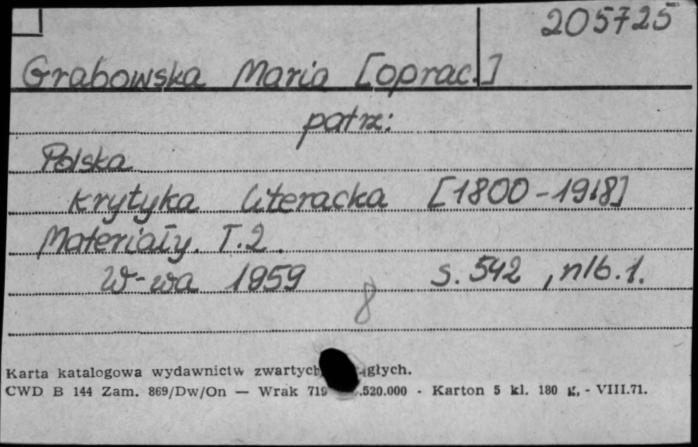 205725
Grabowska Maria [oprac.]
patrz:
Polska
krytyka literacka [1800-1918]
Materiały. T.2.
W-wa 1959 s. 542, nlb. 1.
8
Karta katalogowa wydawnictw
CWD B 144 Zam. 869/Dw/On — Wrak .520.000 - Karton 5 kl. 180 g, - VIII.71.